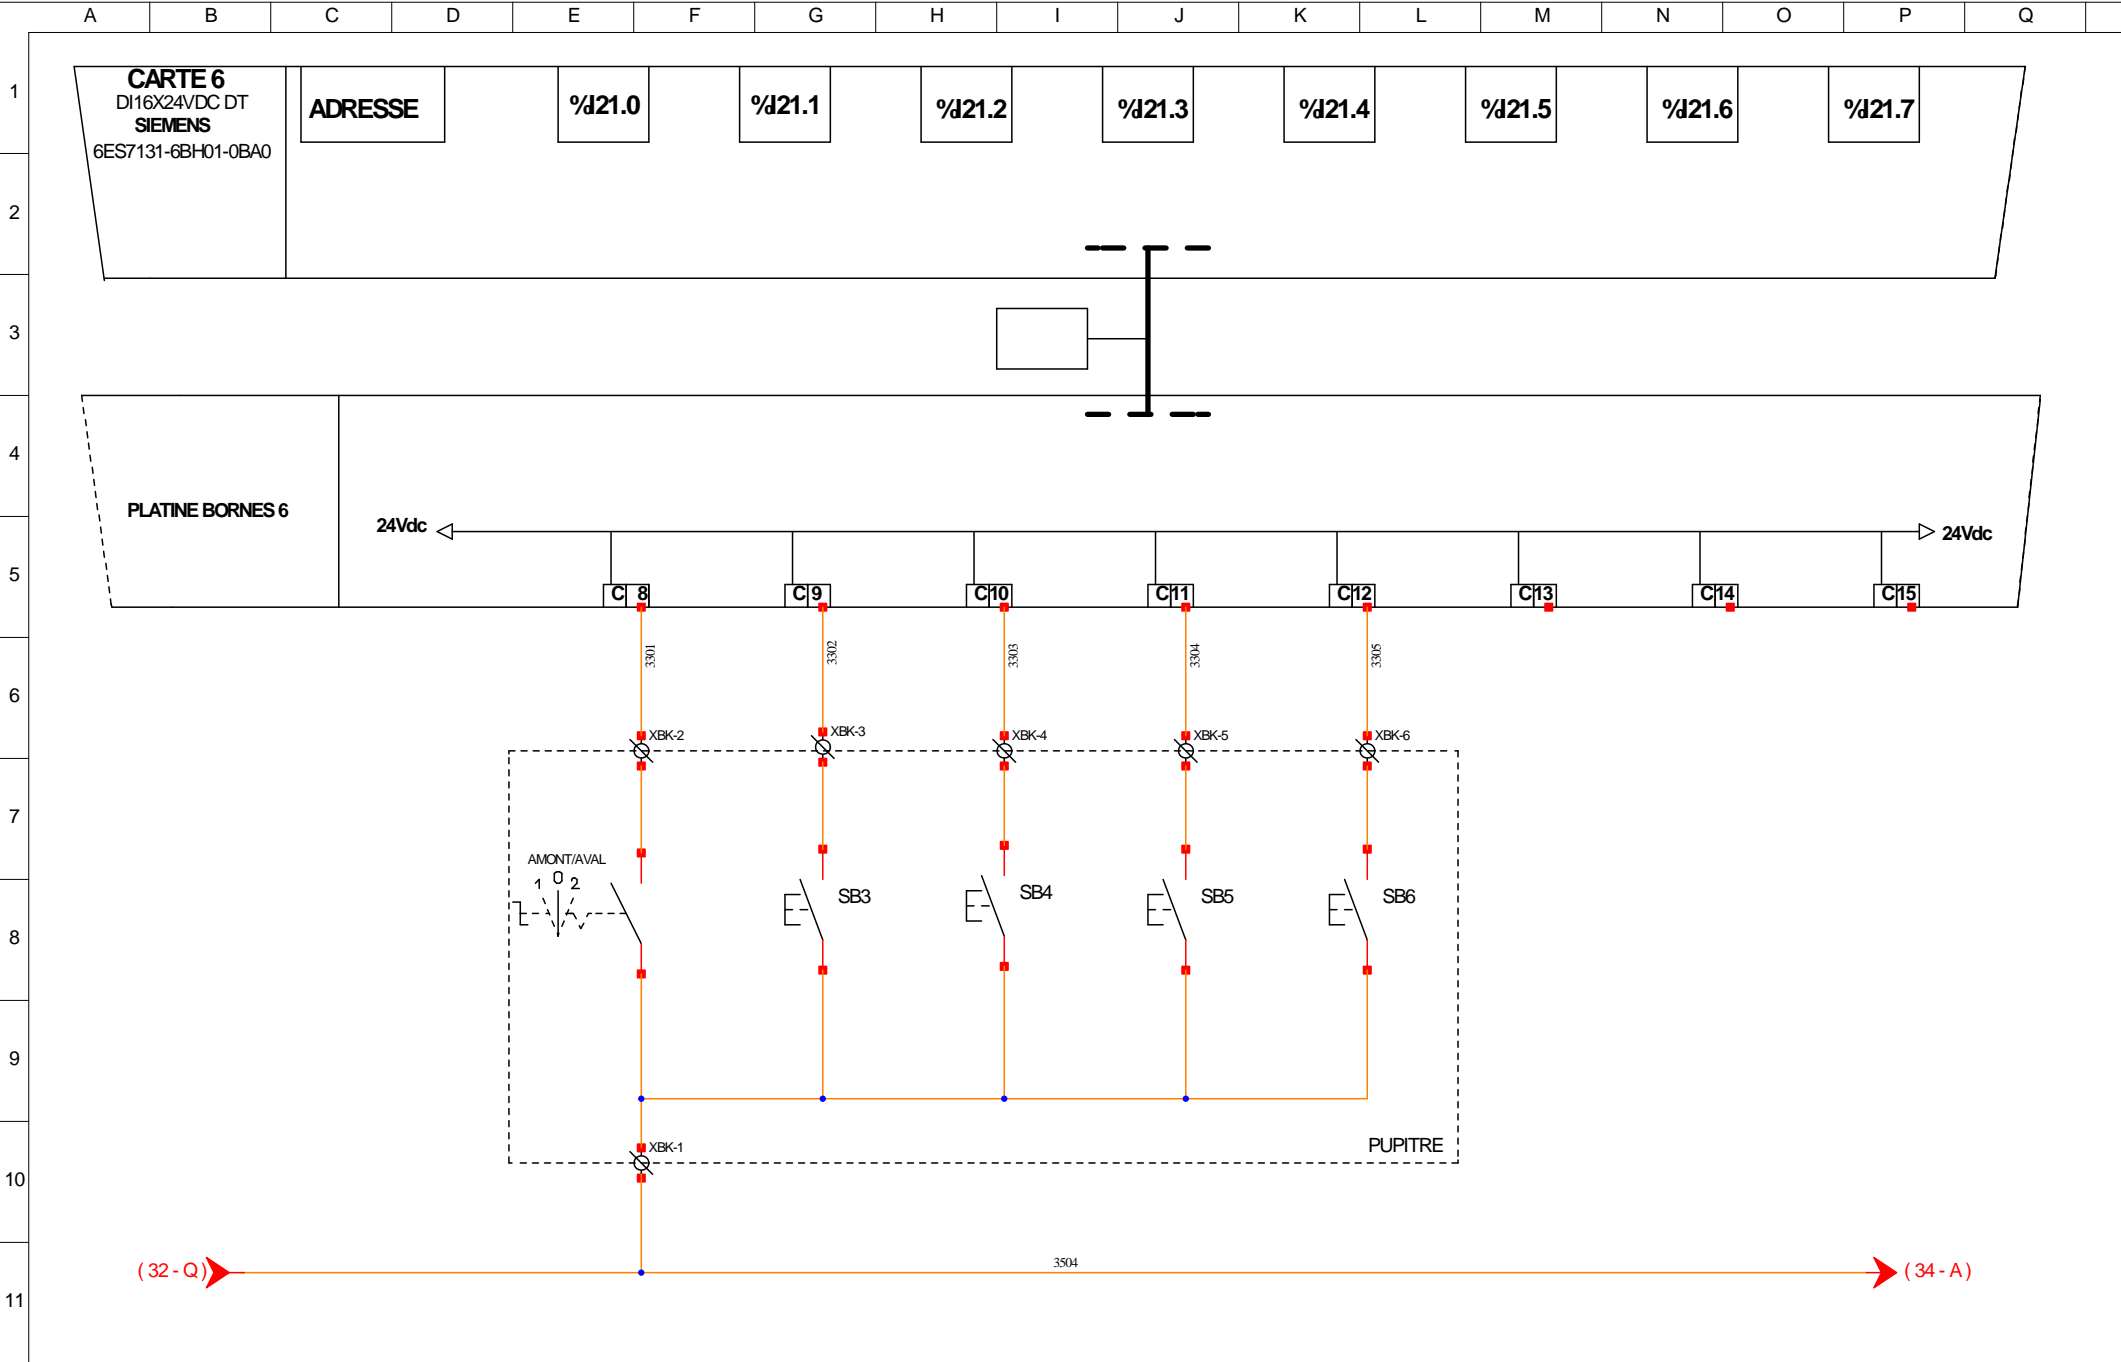 A B C D E F G H I J K L M N O P Q
1
CARTE 6
DI16X24VDC DT
SIEMENS
6ES7131-6BH01-0BA0
ADRESSE
%I21.0 %I21.1 %I21.2 %I21.3 %I21.4 %I21.5 %I21.6 %I21.7
2
3
4
PLATINE BORNES 6
24Vdc 24Vdc
5
C 8 C 9 C 10 C 11 C 12 C 13 C 14 C 15
3301 3302 3303 3304 3305
6
XBK-2 XBK-3 XBK-4 XBK-5 XBK-6
7
AMONT/AVAL
1 0 2
SB3 SB4 SB5 SB6
8
9
XBK-1
PUPITRE
10
(32-Q) 3504 (34-A)
11